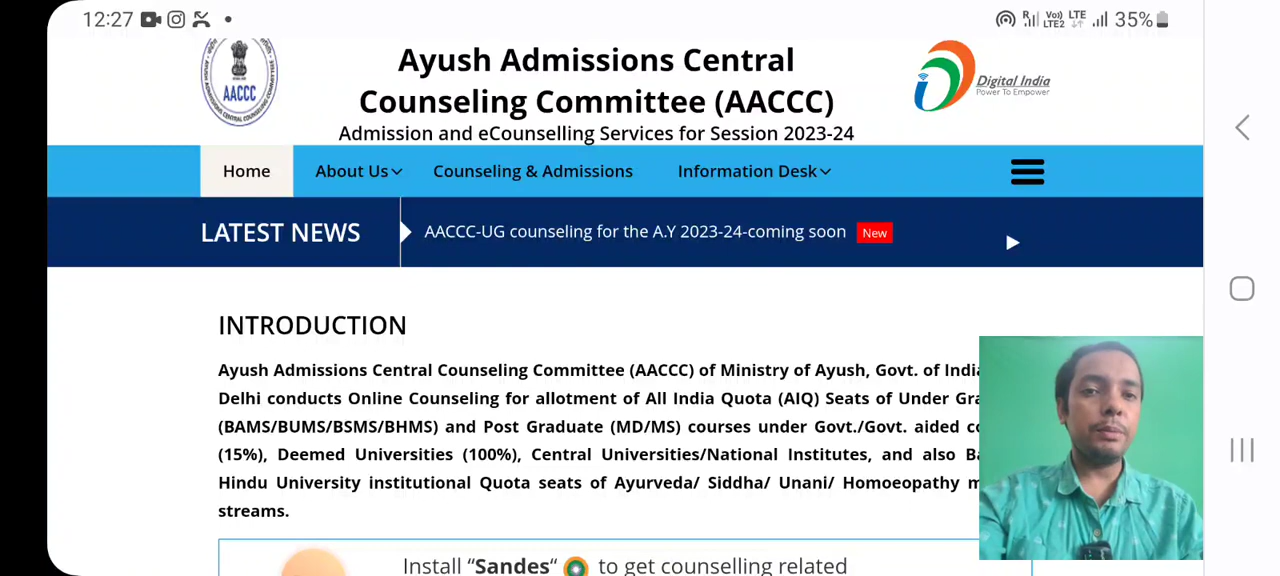 12:27
R VoI) LTE
LTE2 35%
Ayush Admissions Central
Counseling Committee (AACCC)
Admission and eCounselling Services for Session 2023-24
AACCC
Digital India
Power To Empower
Home About Us Counseling & Admissions Information Desk
LATEST NEWS AACCC-UG counseling for the A.Y 2023-24-coming soon New
INTRODUCTION
Ayush Admissions Central Counseling Committee (AACCC) of Ministry of Ayush, Govt. of
Delhi conducts Online Counseling for allotment of All India Quota (AIQ) Seats of Under
(BAMS/BUMS/BSMS/BHMS) and Post Graduate (MD/MS) courses under Govt./Govt. aided
(15%), Deemed Universities (100%), Central Universities/National Institutes, and also
Hindu University institutional Quota seats of Ayurveda/ Siddha/ Unani/ Homoeopathy
streams.
Install “Sandes“ to get counselling related